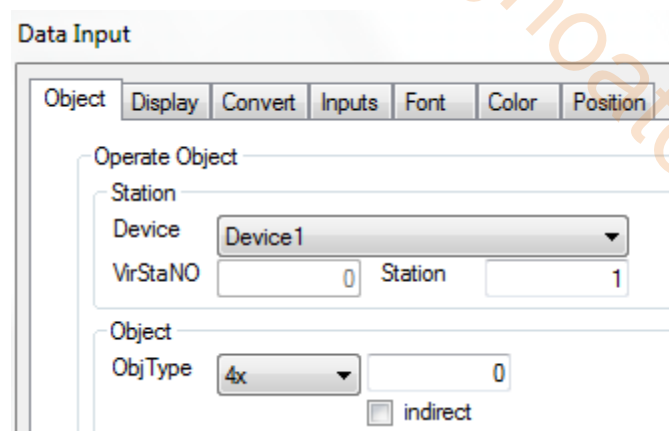 Data Input
Object Display Convert Inputs Font Color Position
Operate Object
Station
Device Device1
VirStaNO 0 Station 1
Object
ObjType 4x 0
indirect